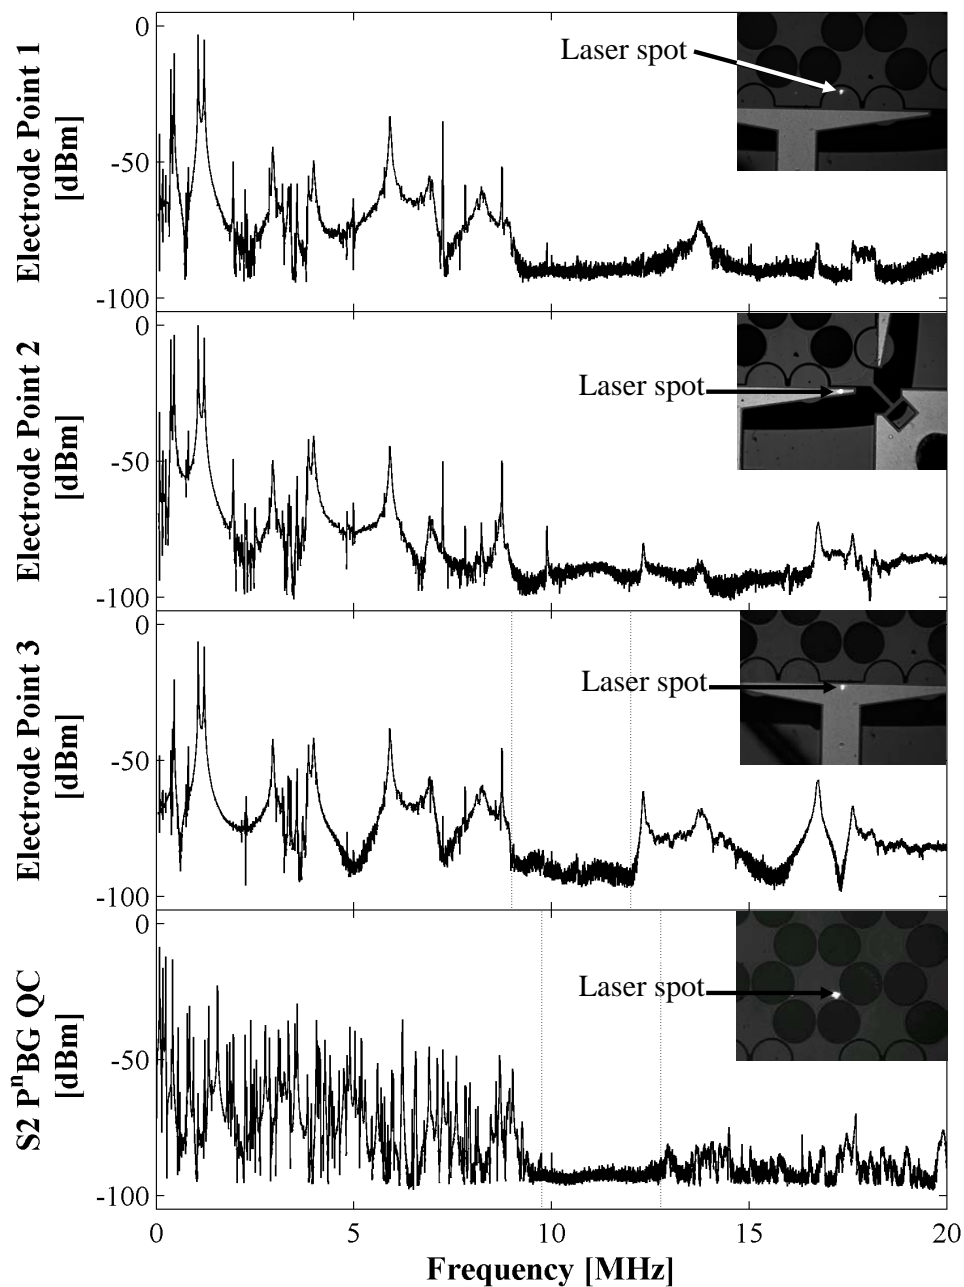 Electrode Point 1
[dBm]
0
-50
-100
Laser spot
Electrode Point 2
[dBm]
0
-50
-100
Laser spot
Electrode Point 3
[dBm]
0
-50
-100
Laser spot
S2 PⁿBG QC
[dBm]
0
-50
-100
Laser spot
0 5 10 15 20
Frequency [MHz]